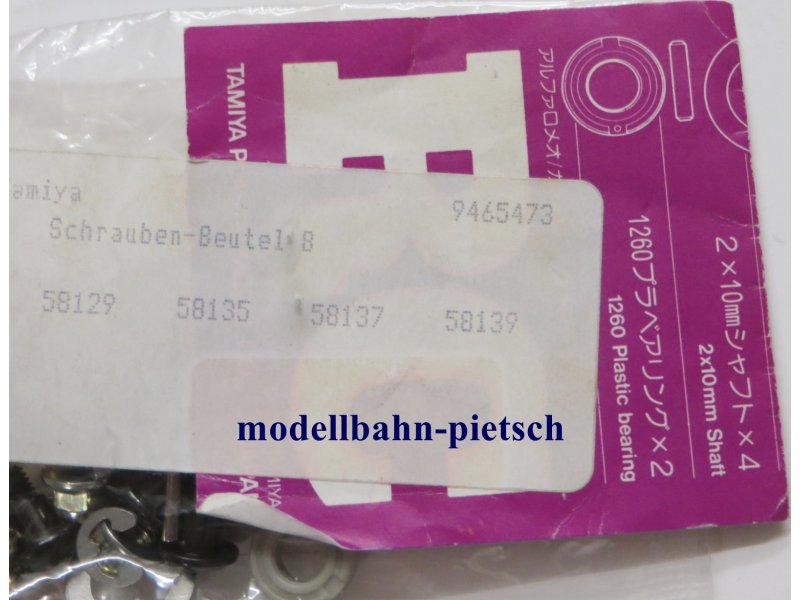 amiya
9465473
Schrauben-Beutel B
58129 58135 58137 58139
modellbahn-pietsch
TAMIYA P
アルファロメオ/
1260プラベアリング×2
1260 Plastic bearing
2×10mmシャフト×4
2x10mm Shaft